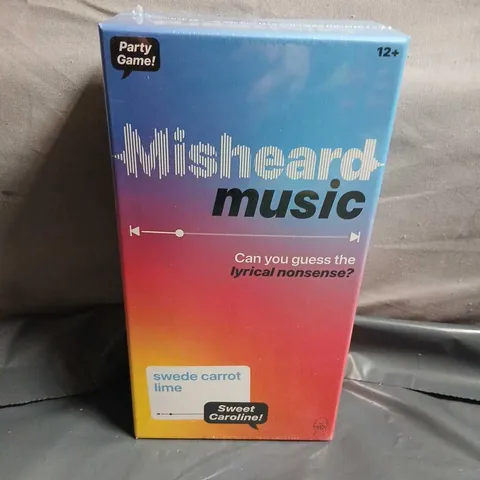 Party
Game!
12+
Misheard
music
Can you guess the
lyrical nonsense?
swede carrot
lime
Sweet
Caroline!